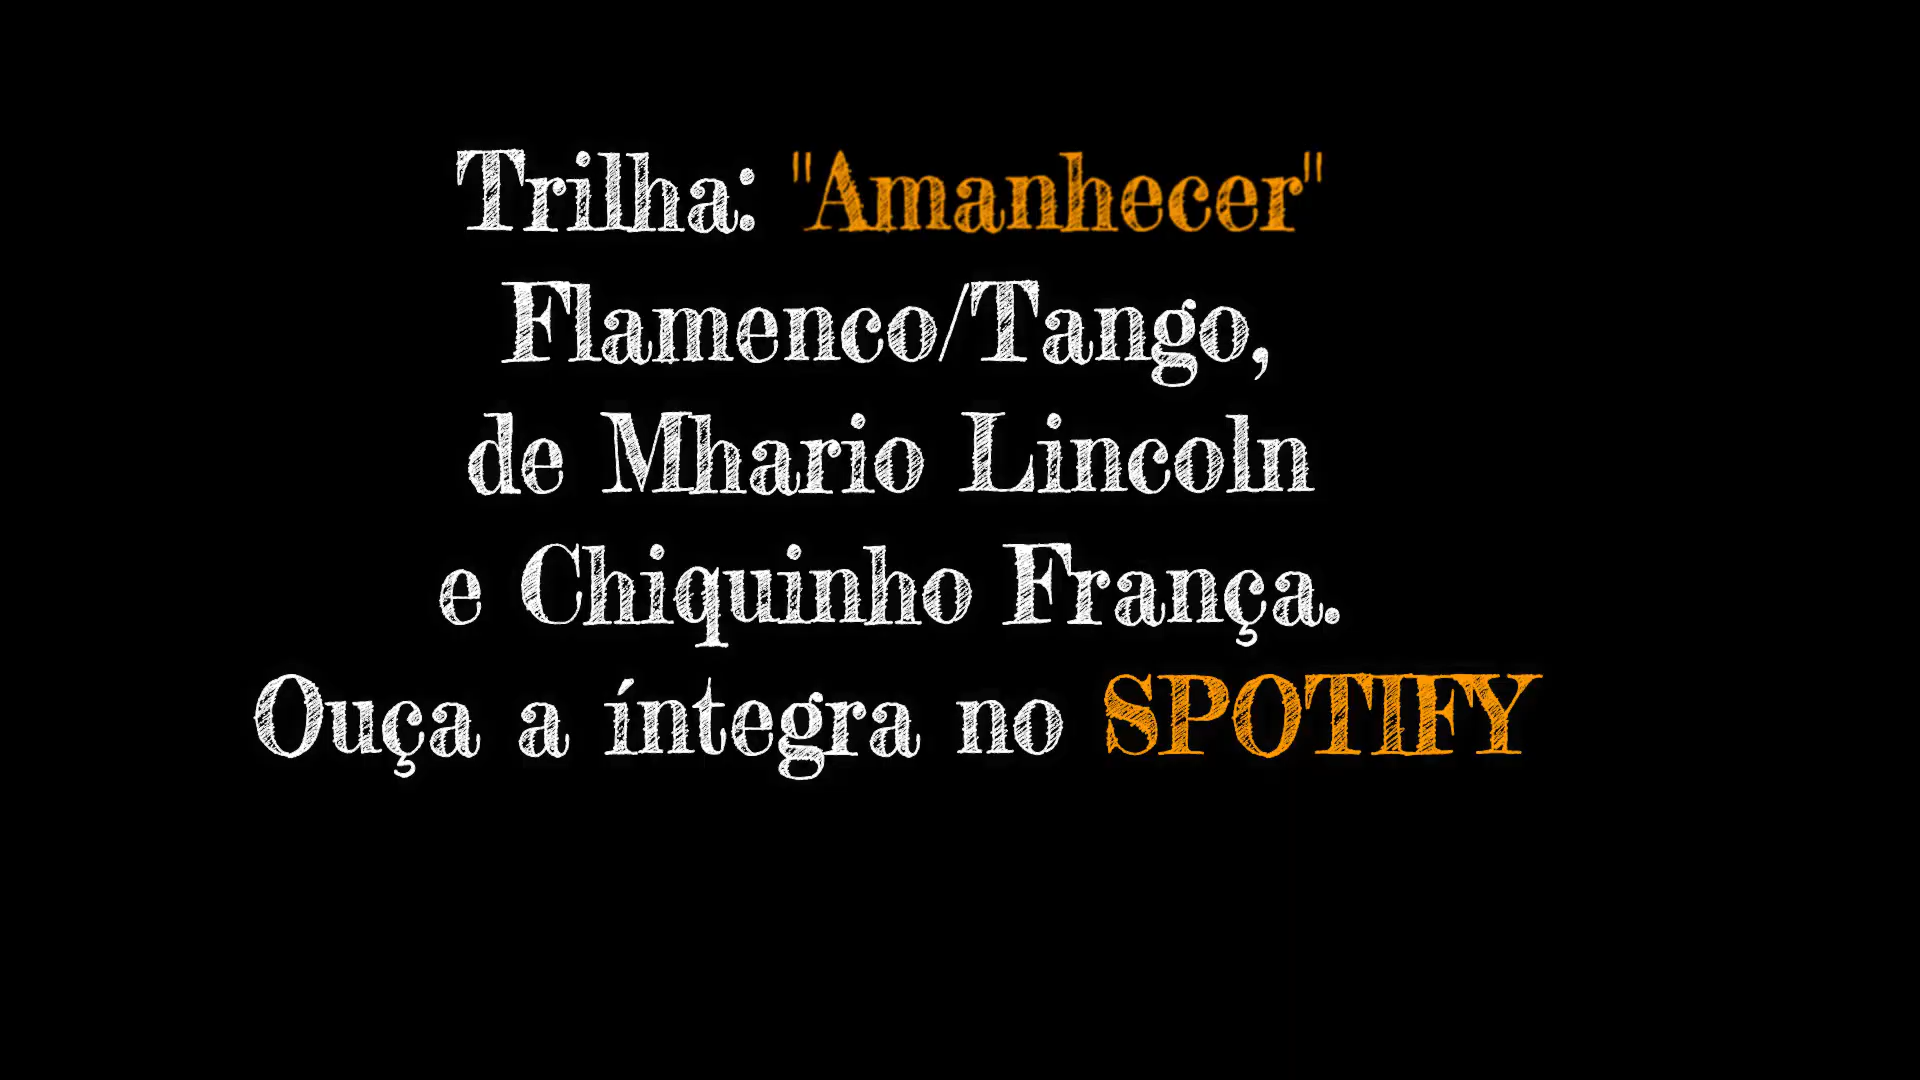 Trilha: "Amanhecer"
Flamenco/Tango,
de Mhario Lincoln
e Chiquinho França.
Ouça a íntegra no SPOTIFY